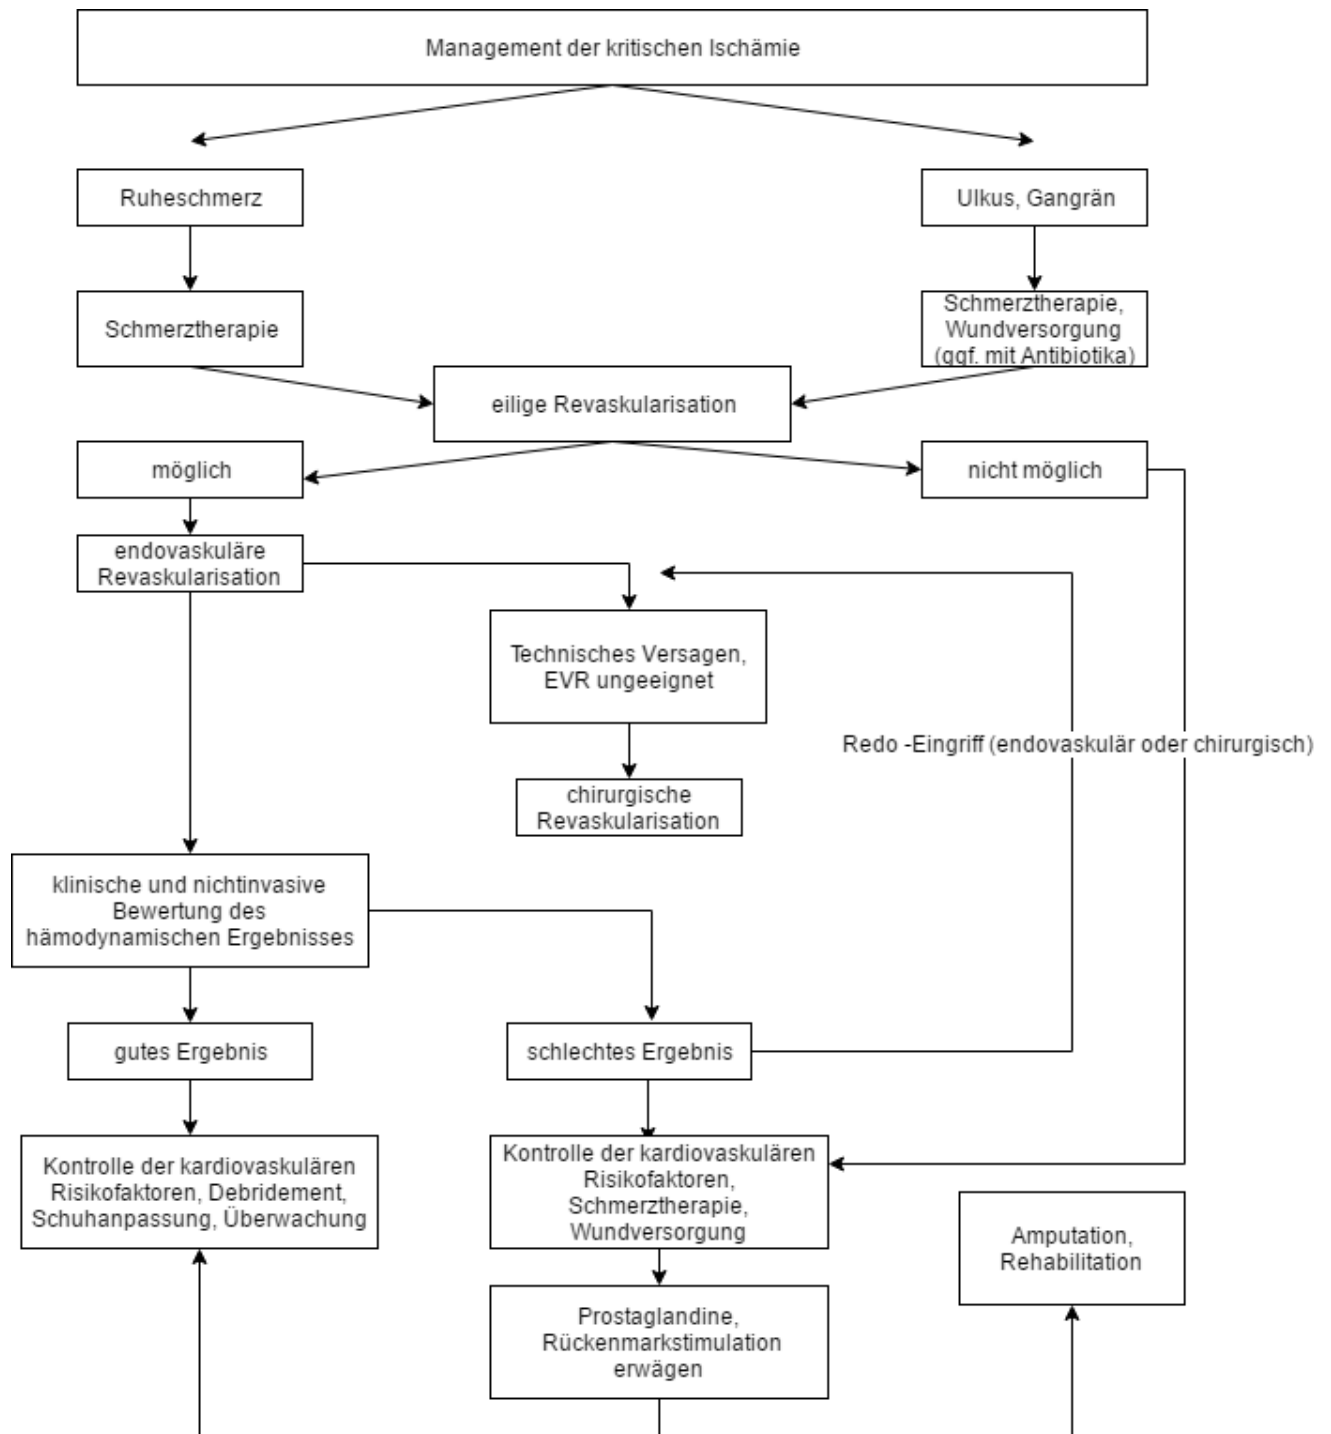 Management der kritischen Ischämie
Ruheschmerz
Ulkus, Gangrän
Schmerztherapie
Schmerztherapie,
Wundversorgung
(ggf. mit Antibiotika)
eilige Revaskularisation
möglich
nicht möglich
endovaskuläre
Revaskularisation
Technisches Versagen,
EVR ungeeignet
Redo -Eingriff (endovaskulär oder chirurgisch)
chirurgische
Revaskularisation
klinische und nichtinvasive
Bewertung des
hämodynamischen Ergebnisses
gutes Ergebnis
schlechtes Ergebnis
Kontrolle der kardiovaskulären
Risikofaktoren, Debridement,
Schuhanpassung, Überwachung
Kontrolle der kardiovaskulären
Risikofaktoren,
Schmerztherapie,
Wundversorgung
Amputation,
Rehabilitation
Prostaglandine,
Rückenmarkstimulation
erwägen